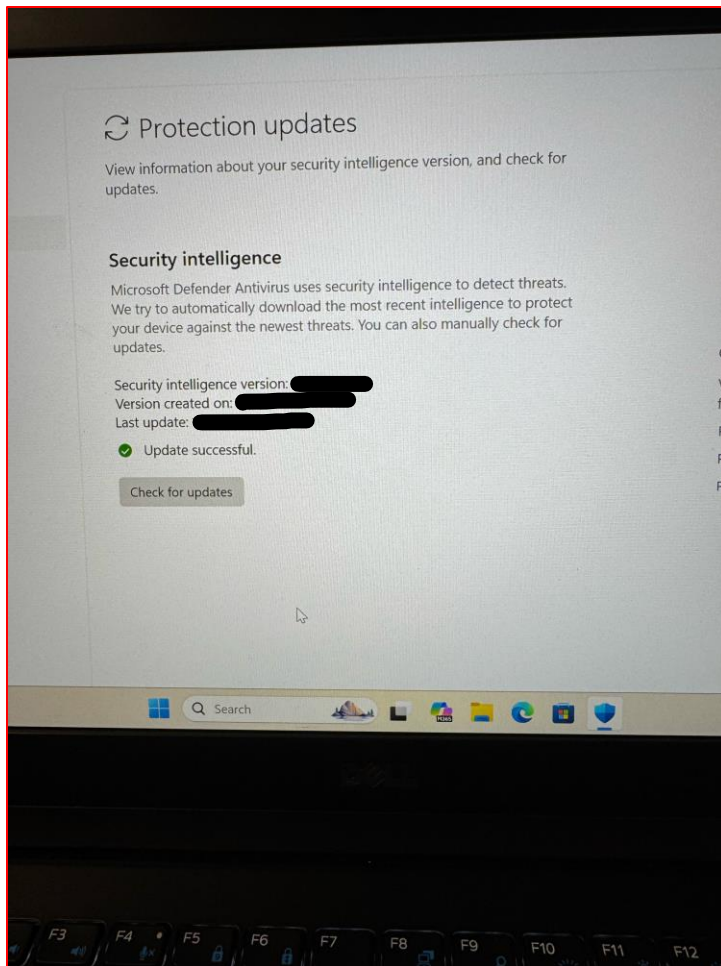 Protection updates
View information about your security intelligence version, and check for
updates.
Security intelligence
Microsoft Defender Antivirus uses security intelligence to detect threats.
We try to automatically download the most recent intelligence to protect
your device against the newest threats. You can also manually check for
updates.
Security intelligence version:
Version created on:
Last update:
Update successful.
Check for updates
Search
M365
DELL
F3
F4
F5
F6
F7
F8
F9
F10
F11
F12